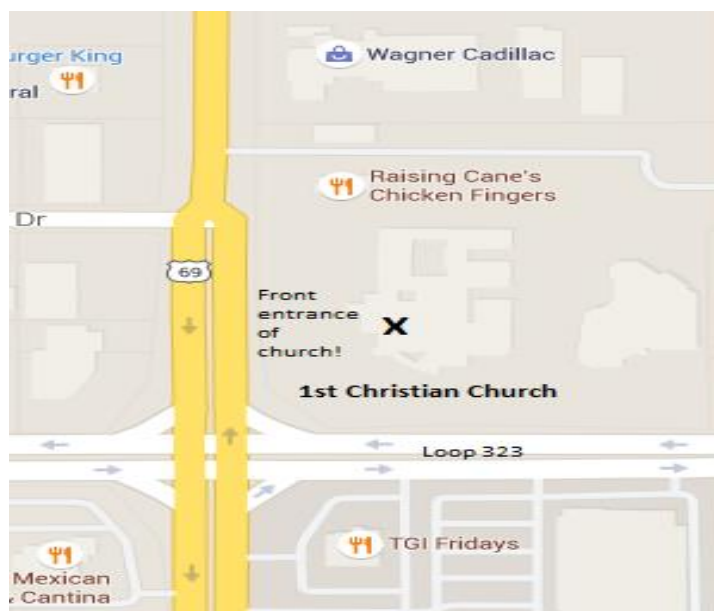 urger King
ral
Wagner Cadillac
Raising Cane's
Chicken Fingers
Dr
69
Front
entrance
of
church!
X
1st Christian Church
Loop 323
TGI Fridays
Mexican
& Cantina